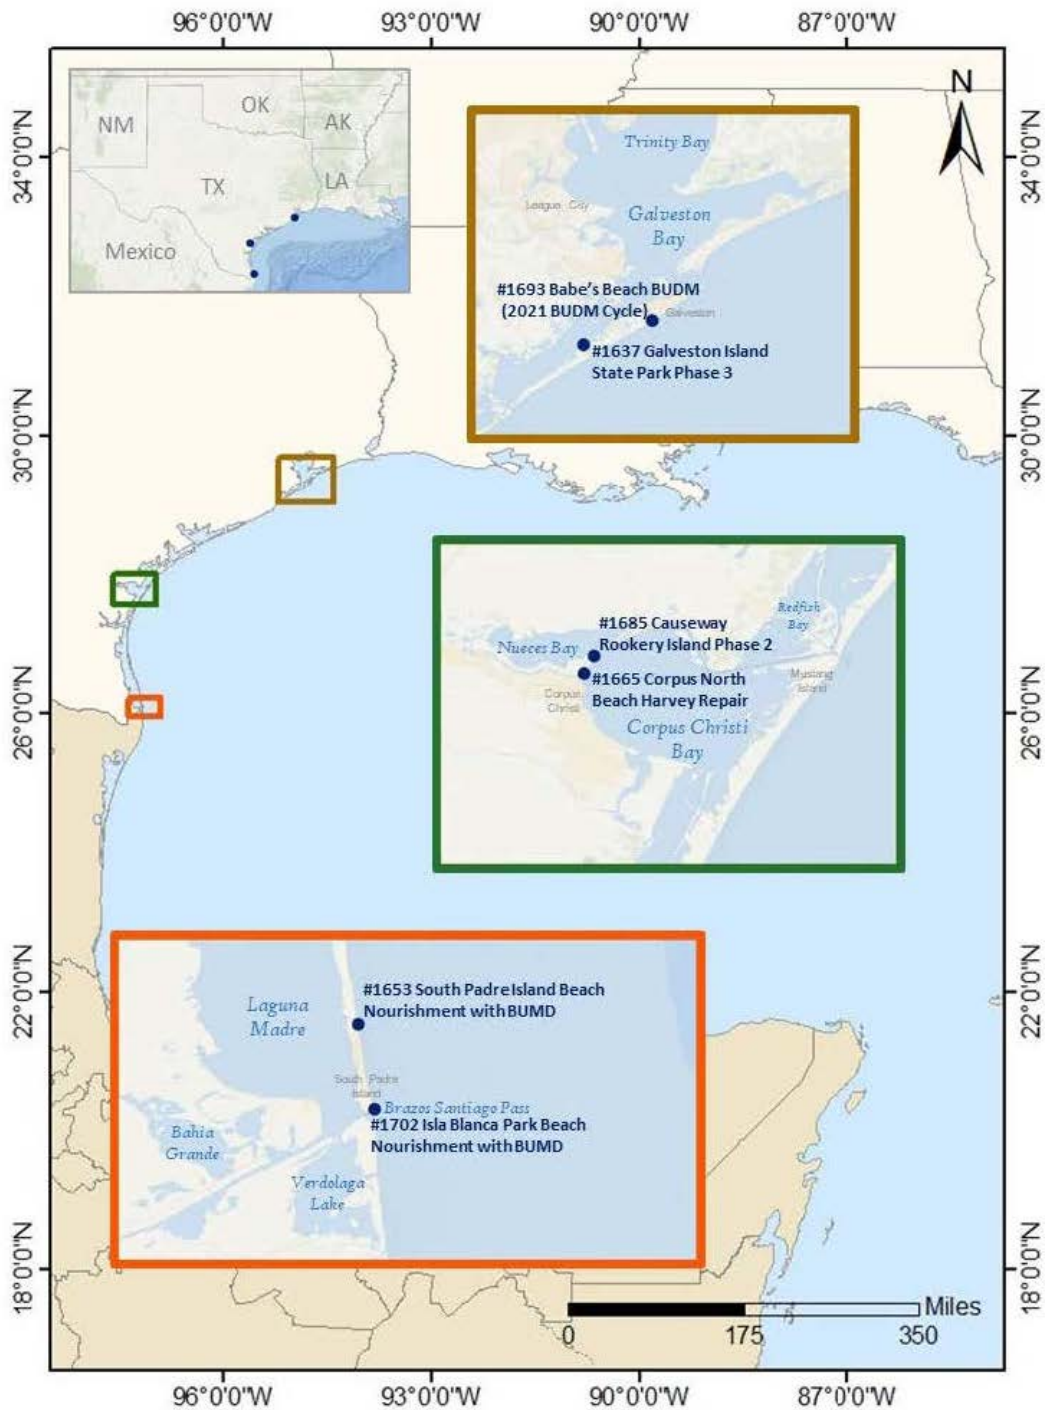 96°0'0"W 93°0'0"W 90°0'0"W 87°0'0"W
N
34°0'0"N
34°0'0"N
NM
OK
AK
TX
LA
Mexico
Trinity Bay
League City
Galveston
Bay
#1693 Babe's Beach BUDM
(2021 BUDM Cycle)
Galveston
#1637 Galveston Island
State Park Phase 3
30°0'0"N
30°0'0"N
Redfish
Bay
#1685 Causeway
Rookery Island Phase 2
Nueces Bay
#1665 Corpus North
Beach Harvey Repair
Mustang
Island
Corpus
Christi
Corpus Christi
Bay
26°0'0"N
26°0'0"N
#1653 South Padre Island Beach
Nourishment with BUMD
Laguna
Madre
22°0'0"N
22°0'0"N
South Padre
Island
Brazos Santiago Pass
#1702 Isla Blanca Park Beach
Nourishment with BUMD
Bahia
Grande
Verdolaga
Lake
18°0'0"N
18°0'0"N
Miles
0 175 350
96°0'0"W 93°0'0"W 90°0'0"W 87°0'0"W